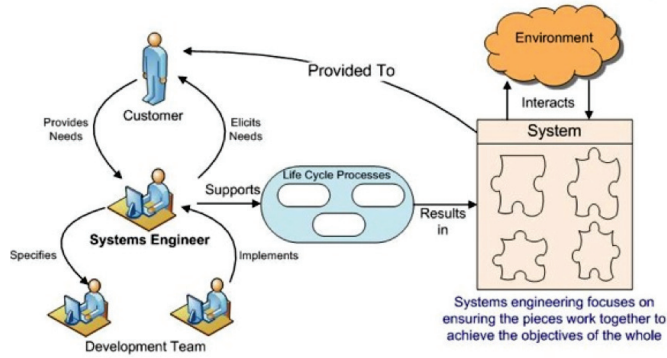 Environment
Provided To
Interacts
Customer
System
Provides
Needs
Elicits
Needs
Life Cycle Processes
Supports
Results
in
Systems Engineer
Specifies
Implements
Development Team
Systems engineering focuses on
ensuring the pieces work together to
achieve the objectives of the whole